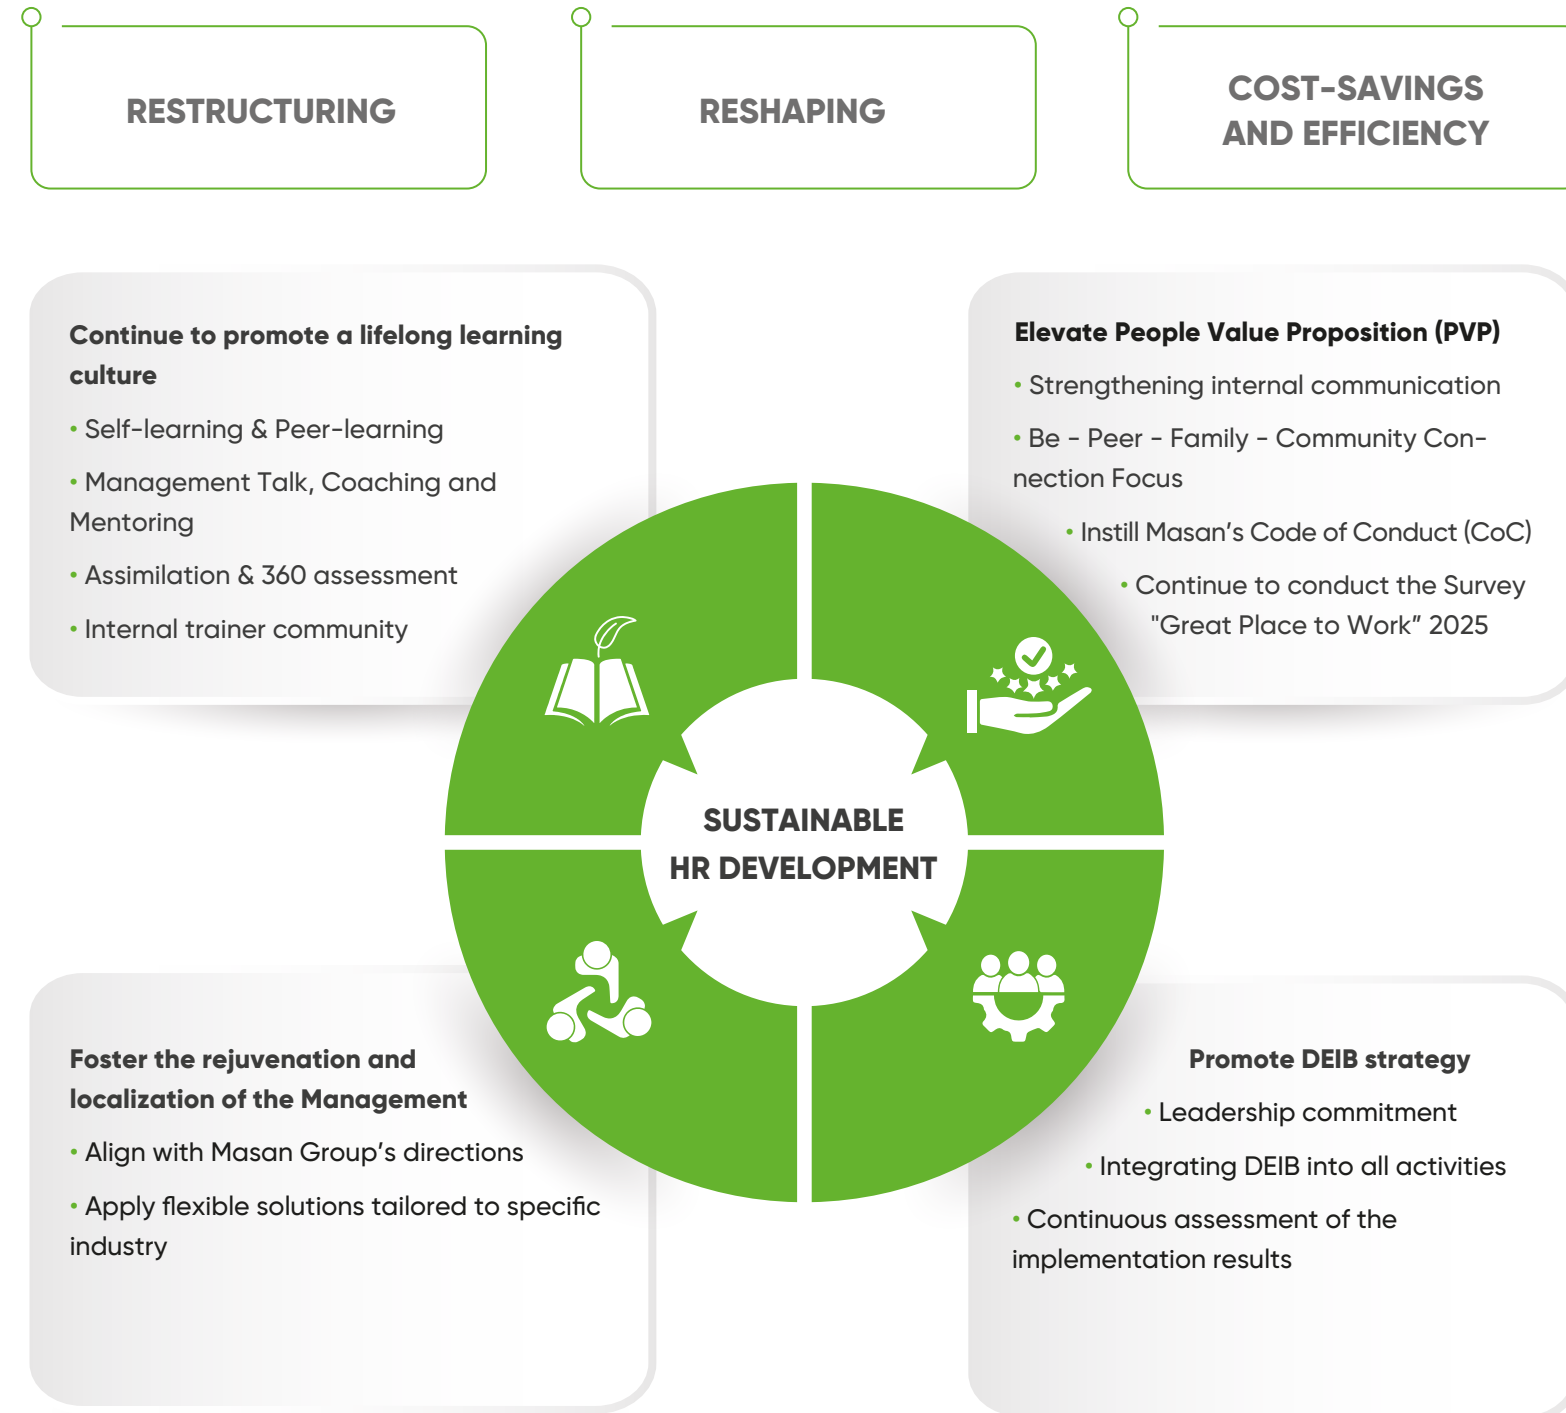 RESTRUCTURING
RESHAPING
COST-SAVINGS
AND EFFICIENCY
Continue to promote a lifelong learning
culture
• Self-learning & Peer-learning
• Management Talk, Coaching and
Mentoring
• Assimilation & 360 assessment
• Internal trainer community
Elevate People Value Proposition (PVP)
• Strengthening internal communication
• Be - Peer - Family - Community Con-
nection Focus
• Instill Masan’s Code of Conduct (CoC)
• Continue to conduct the Survey
"Great Place to Work” 2025
SUSTAINABLE
HR DEVELOPMENT
Foster the rejuvenation and
localization of the Management
• Align with Masan Group’s directions
• Apply flexible solutions tailored to specific
industry
Promote DEIB strategy
• Leadership commitment
• Integrating DEIB into all activities
• Continuous assessment of the
implementation results